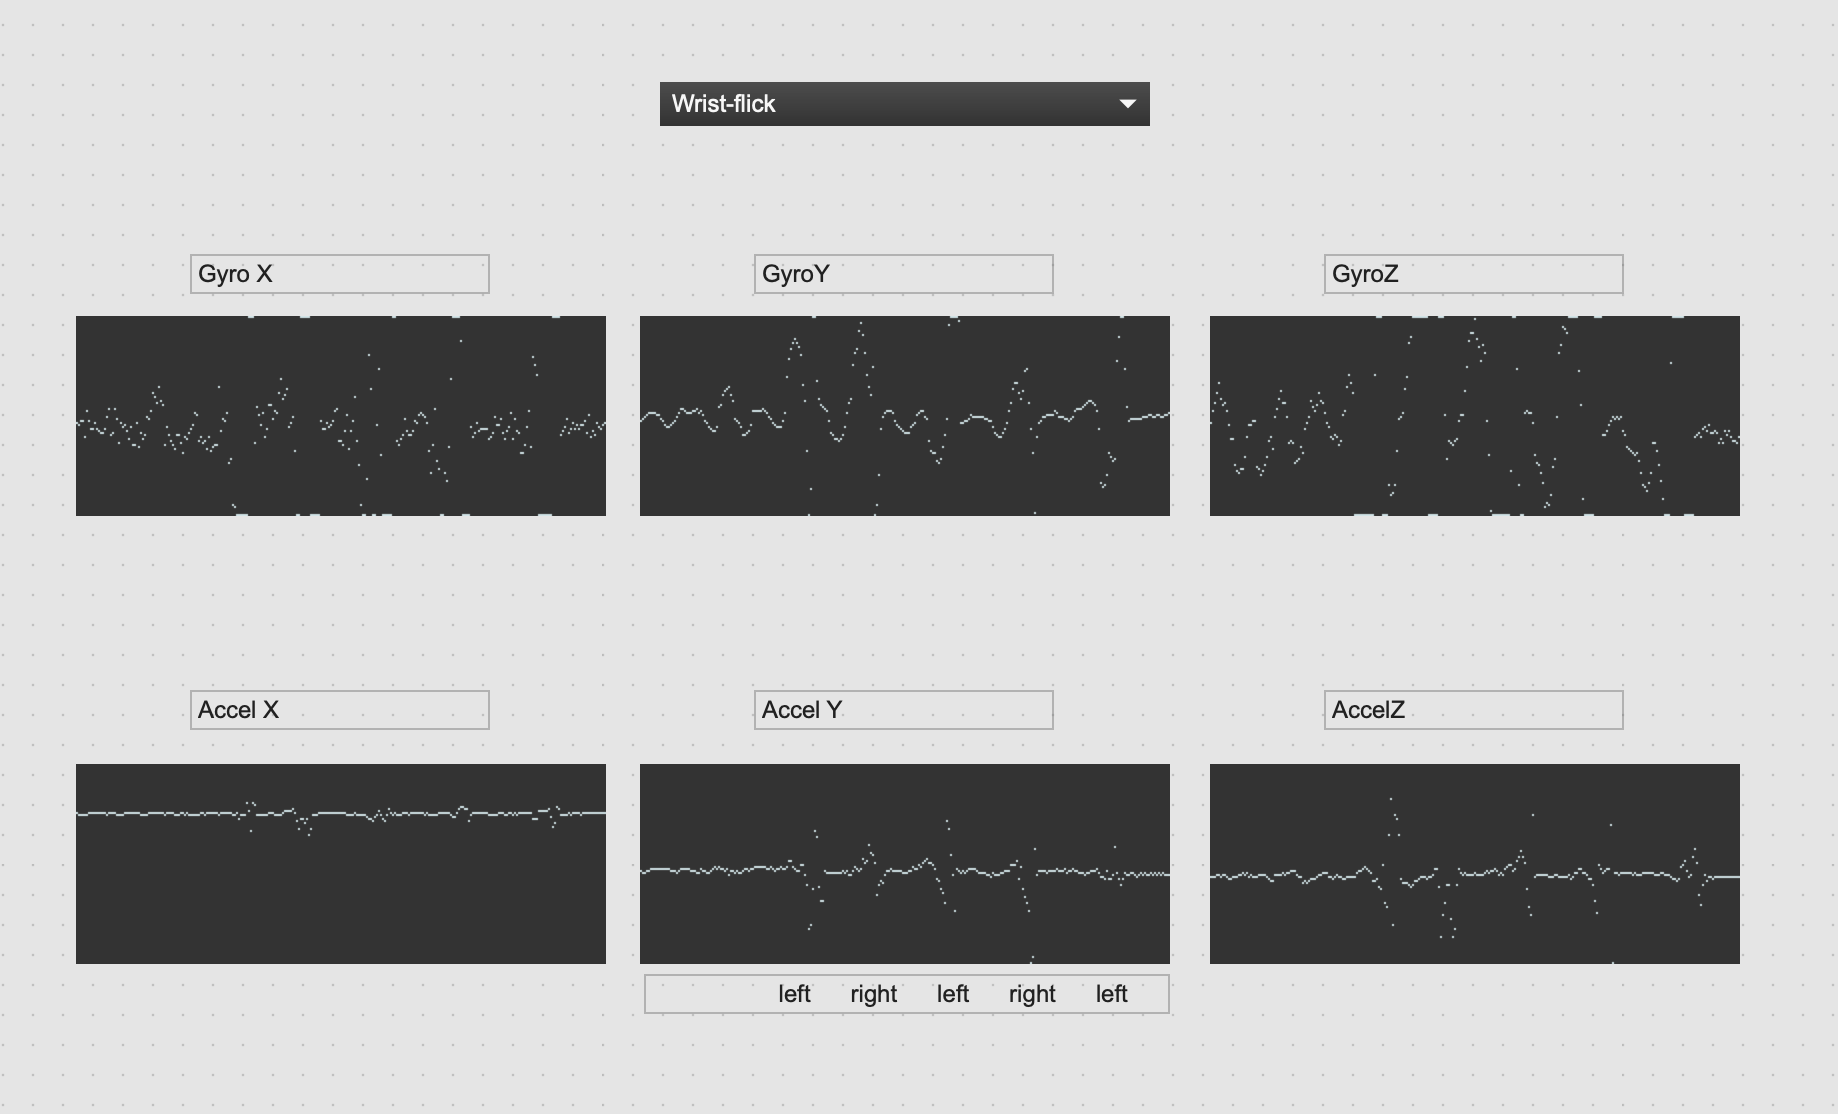 Wrist-flick
Gyro X
GyroY
GyroZ
Accel X
Accel Y
AccelZ
left right left right left